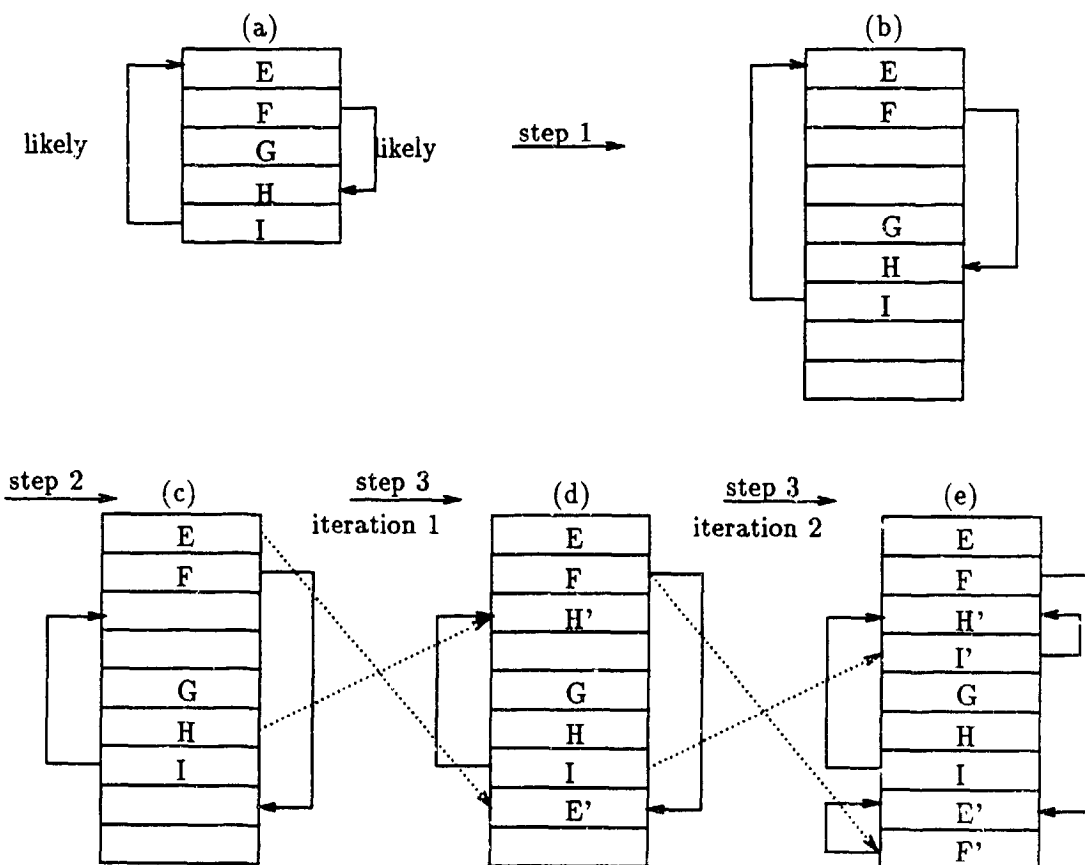 (a)
E
F
G
H
I
likely
likely
step 1
(b)
E
F
G
H
I
step 2
(c)
E
F
G
H
I
step 3
iteration 1
(d)
E
F
H'
G
H
I
E'
step 3
iteration 2
(e)
E
F
H'
I'
G
H
I
E'
F'